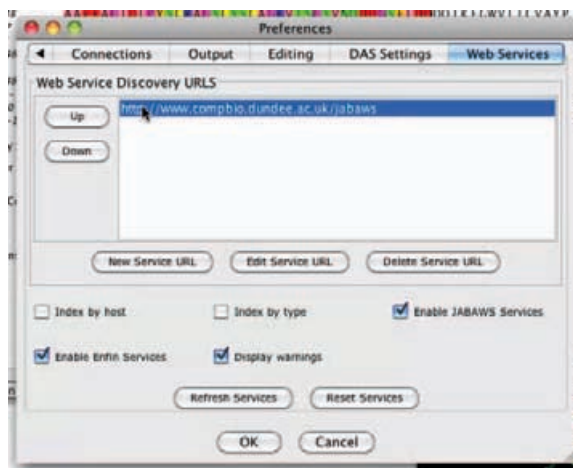 Preferences
Connections Output Editing DAS Settings Web Services
Web Service Discovery URLS
Up
http://www.compbio.dundee.ac.uk/jabaws
Down
New Service URL Edit Service URL Delete Service URL
Index by host Index by type Enable JABAWS Services
Enable Enfin Services Display warnings
Refresh Services Reset Services
OK Cancel